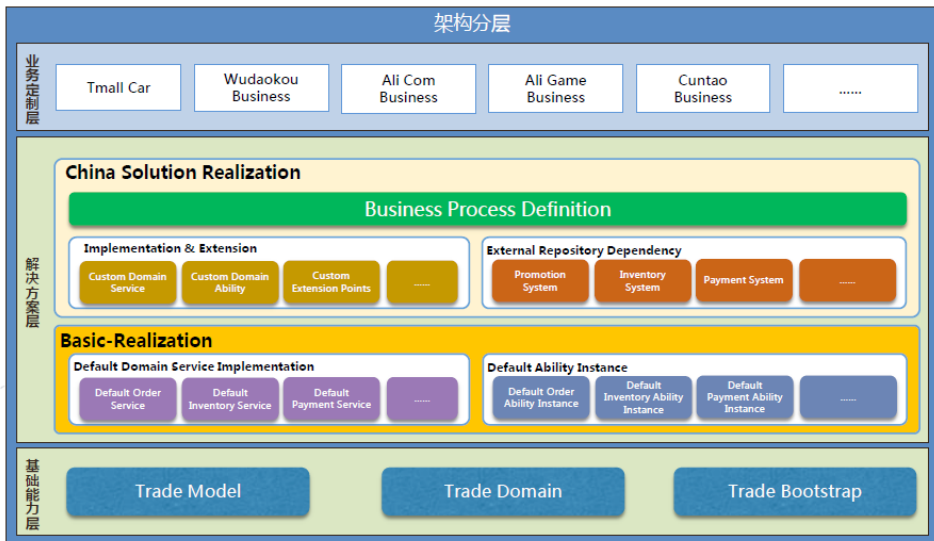 架构分层
业务定制层
Tmall Car
Wudaokou
Business
Ali Com
Business
Ali Game
Business
Cuntao
Business
......
解决方案层
China Solution Realization
Business Process Definition
Implementation & Extension
Custom Domain
Service
Custom Domain
Ability
Custom
Extension Points
......
External Repository Dependency
Promotion
System
Inventory
System
Payment System
......
Basic-Realization
Default Domain Service Implementation
Default Order
Service
Default
Inventory Service
Default
Payment Service
......
Default Ability Instance
Default Order
Ability Instance
Default
Inventory Ability
Instance
Default
Payment Ability
Instance
......
基础能力层
Trade Model
Trade Domain
Trade Bootstrap